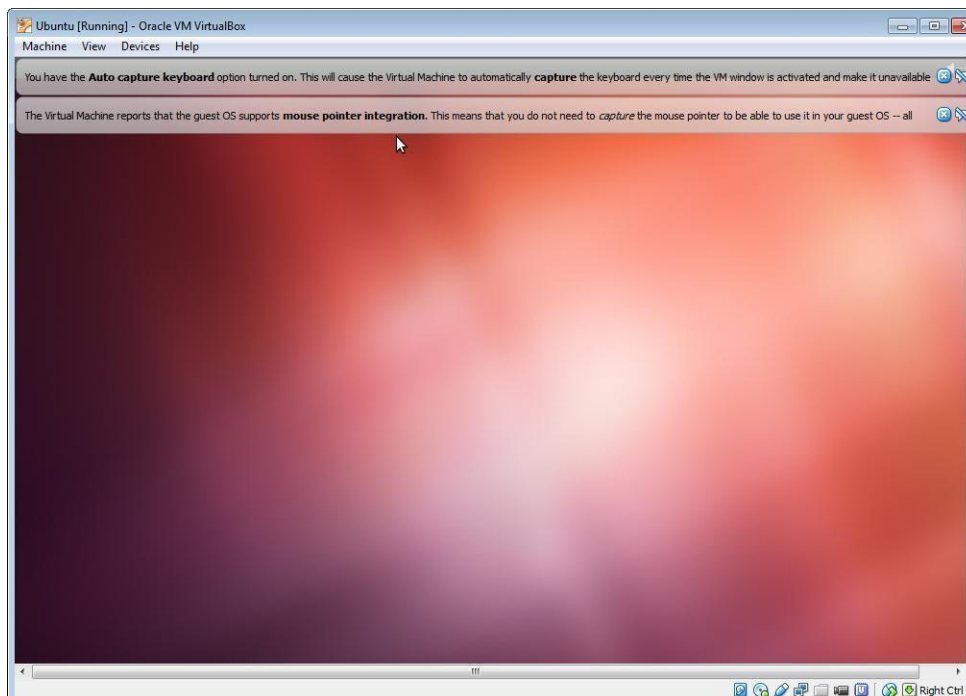 Ubuntu [Running] - Oracle VM VirtualBox
Machine View Devices Help
You have the Auto capture keyboard option turned on. This will cause the Virtual Machine to automatically capture the keyboard every time the VM window is activated and make it unavailable
The Virtual Machine reports that the guest OS supports mouse pointer integration. This means that you do not need to capture the mouse pointer to be able to use it in your guest OS -- all
Right Ctrl